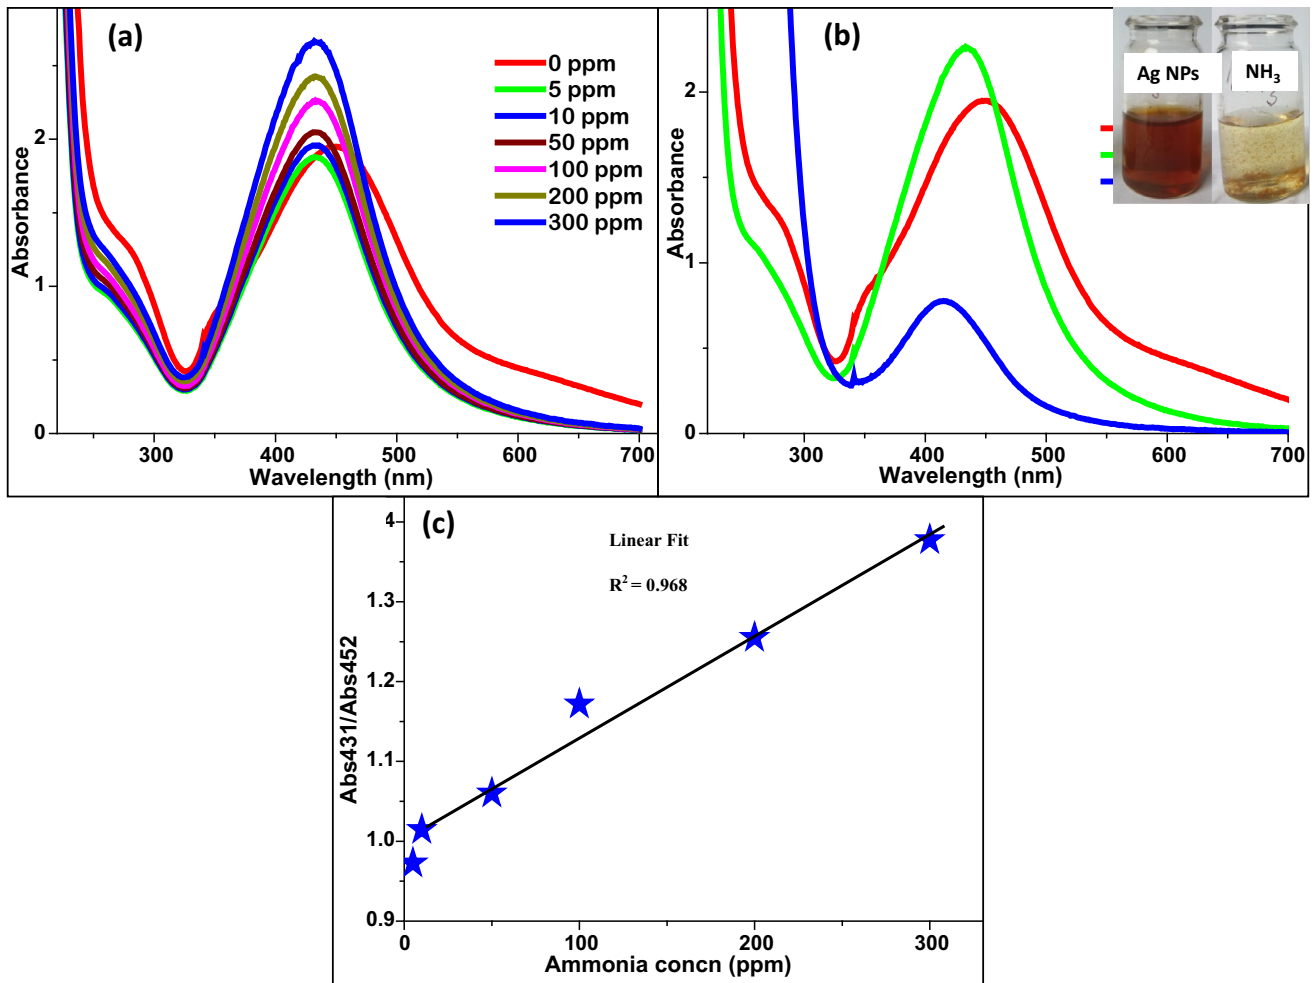 (a)
0 ppm
5 ppm
10 ppm
50 ppm
100 ppm
200 ppm
300 ppm
2
1
0
Absorbance
300 400 500 600 700
Wavelength (nm)
(b)
Ag NPs
NH3
2
1
0
Absorbance
300 400 500 600 700
Wavelength (nm)
(c)
Linear Fit
R2 = 0.968
4
1.3
1.2
1.1
1.0
0.9
Abs431/Abs452
0 100 200 300
Ammonia concn (ppm)